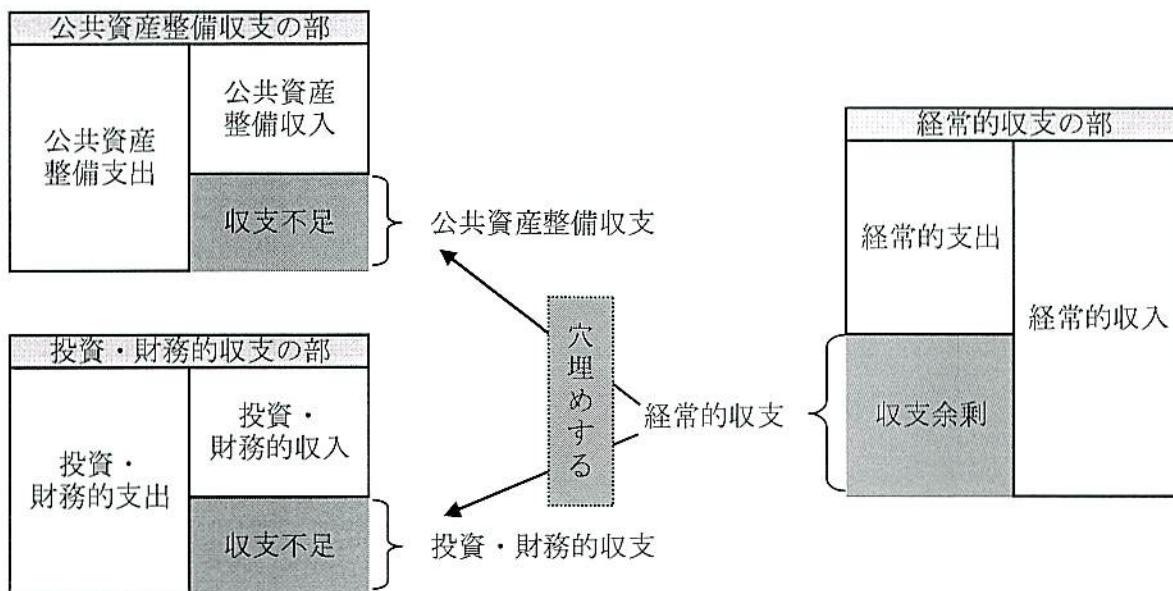 公共資産整備収支の部
公共資産
整備支出
公共資産
整備収入
収支不足
公共資産整備収支
投資・財務的収支の部
投資・
財務的支出
投資・
財務的収入
収支不足
投資・財務的収支
穴埋めする
経常的収支
経常的収支の部
経常的支出
収支余剰
経常的収入